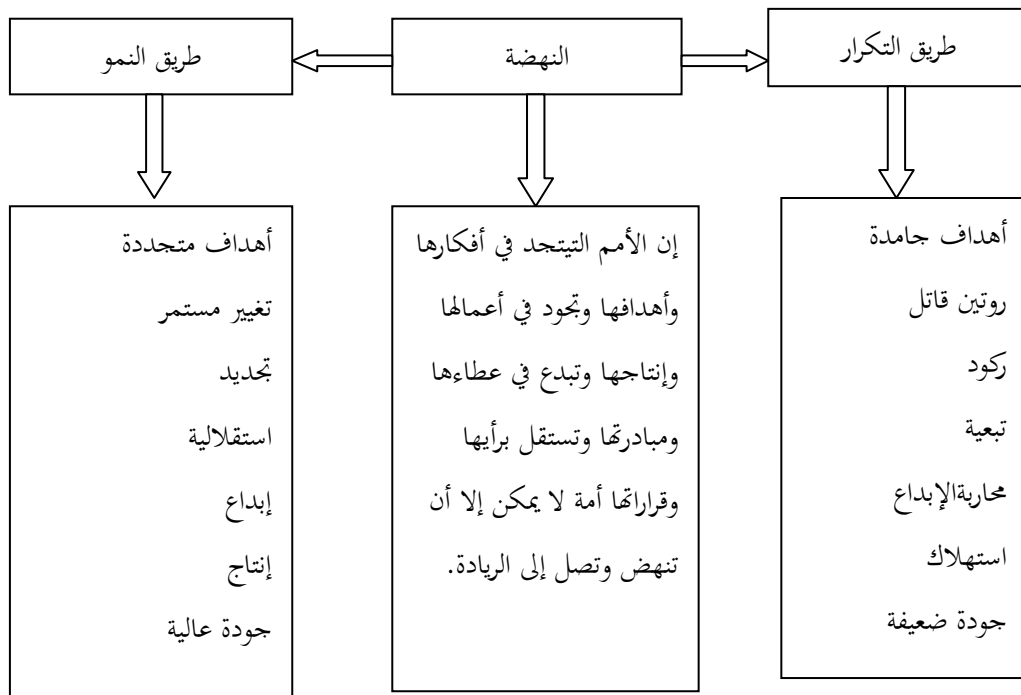 طريق التكرار
النهضة
طريق النمو
أهداف جامدة
روتين قاتل
ركود
تبعية
محاربةالإبداع
استهلاك
جودة ضعيفة
إن الأمم التيتجد في أفكارها
وأهدافها وتجود في أعمالها
وإنتاجها وتبدع في عطاءها
ومبادرتها وتستقل برأيها
وقراراتها أمة لا يمكن إلا أن
تنهض وتصل إلى الريادة.
أهداف متجددة
تغيير مستمر
تجديد
استقلالية
إبداع
إنتاج
جودة عالية